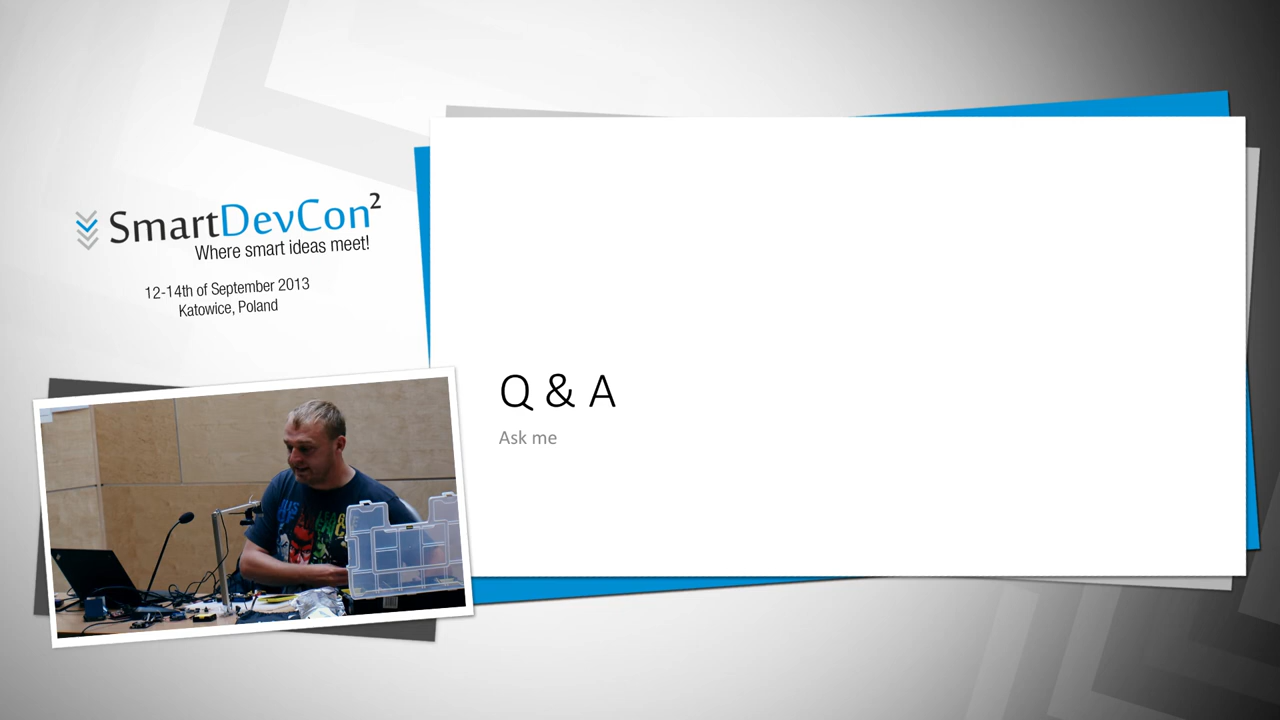 SmartDevCon²
Where smart ideas meet!
12-14th of September 2013
Katowice, Poland
Q & A
Ask me